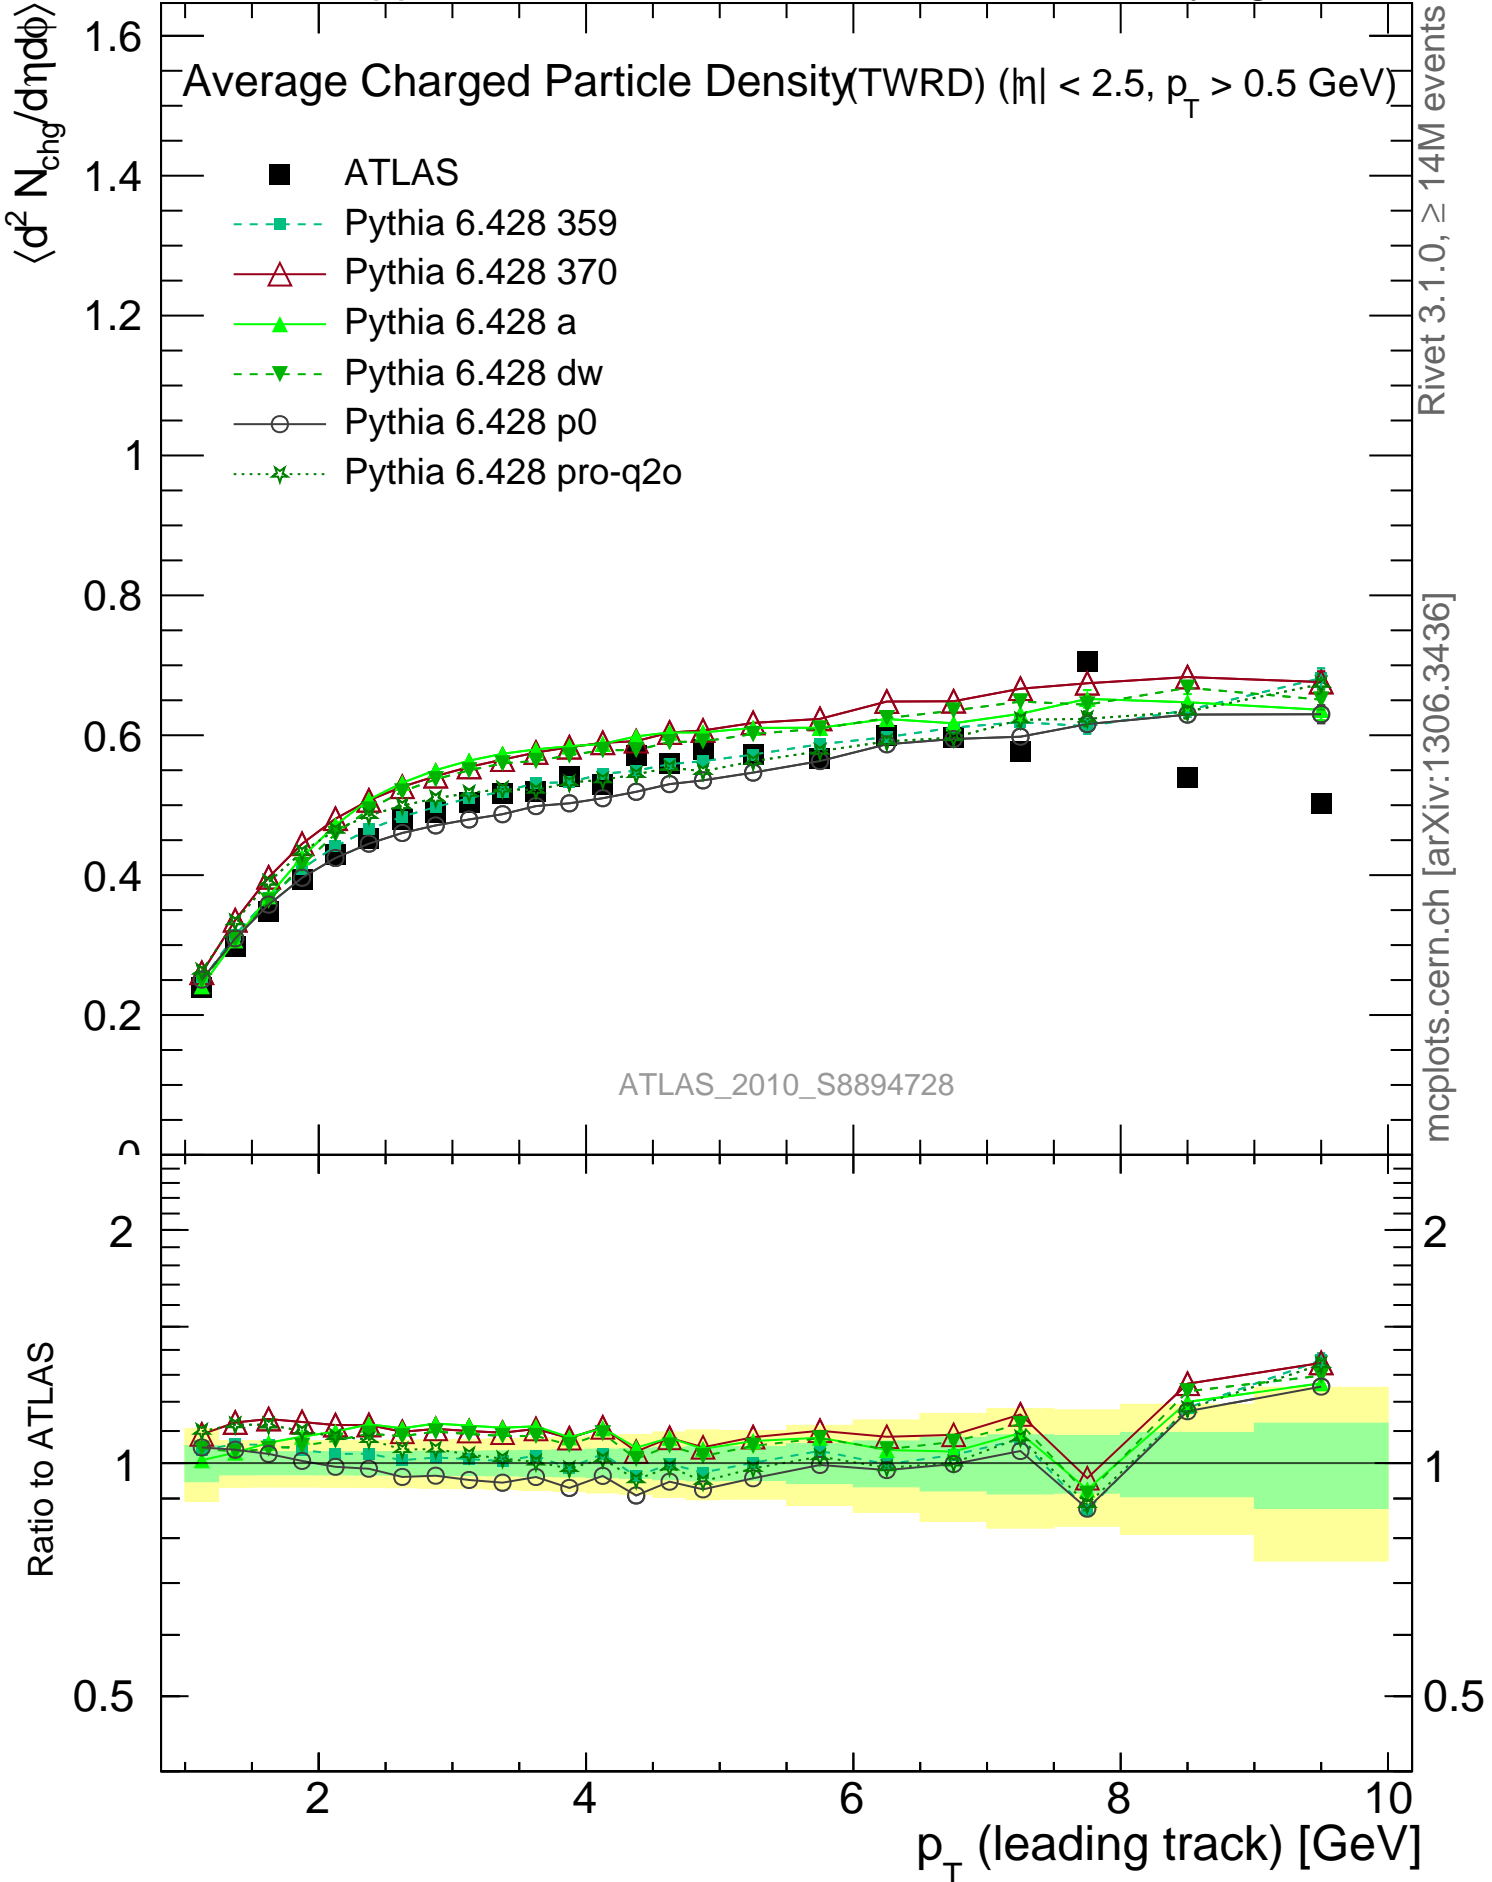 Average Charged Particle Density (TWRD) (|η| < 2.5, p_T > 0.5 GeV)
⟨d² N_chg/dηdϕ⟩
ATLAS
Pythia 6.428 359
Pythia 6.428 370
Pythia 6.428 a
Pythia 6.428 dw
Pythia 6.428 p0
Pythia 6.428 pro-q2o
1.6
1.4
1.2
1
0.8
0.6
0.4
0.2
0
ATLAS_2010_S8894728
Rivet 3.1.0, ≥ 14M events
mcplots.cern.ch [arXiv:1306.3436]
Ratio to ATLAS
2
1
0.5
2
1
0.5
2 4 6 8 10
p_T (leading track) [GeV]